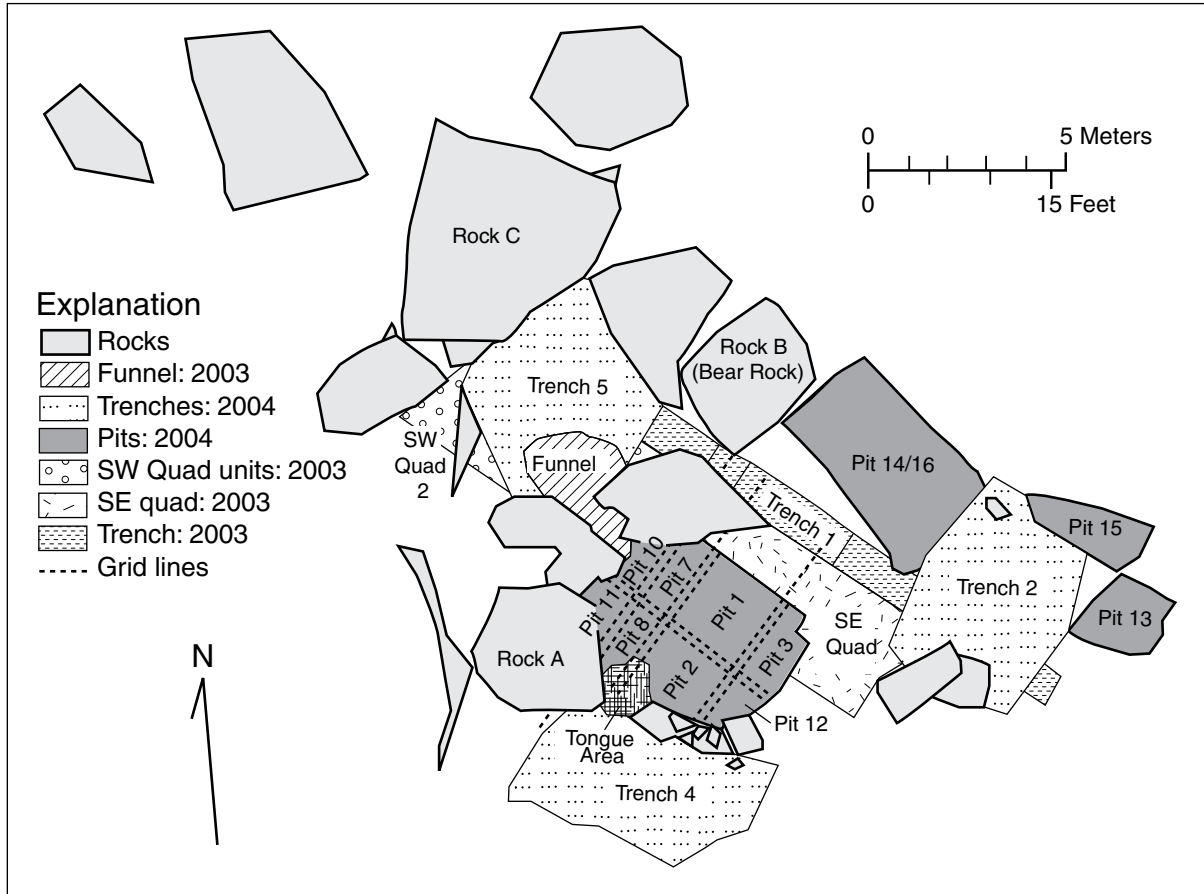 0 5 Meters
0 15 Feet
Rock C
Explanation
Rocks
Funnel: 2003
Trenches: 2004
Pits: 2004
SW Quad units: 2003
SE quad: 2003
Trench: 2003
Grid lines
Rock B
(Bear Rock)
Trench 5
SW
Quad
2
Funnel
Pit 14/16
Trench 1
Pit 15
Trench 2
Pit 13
Pit 10
Pit 7
Pit 11
Pit 8
Pit 1
Pit 2
Pit 3
SE
Quad
Rock A
Pit 12
Tongue
Area
Trench 4
N